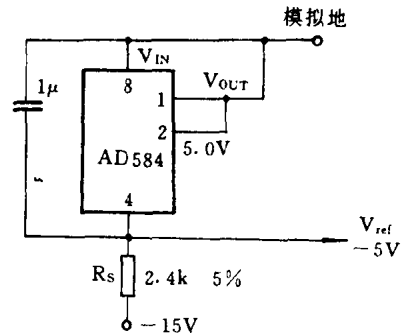 模拟地
V_IN
1μ
8
V_OUT
1
2
5.0V
AD584
4
V_ref
−5V
R_S 2.4k 5%
−15V